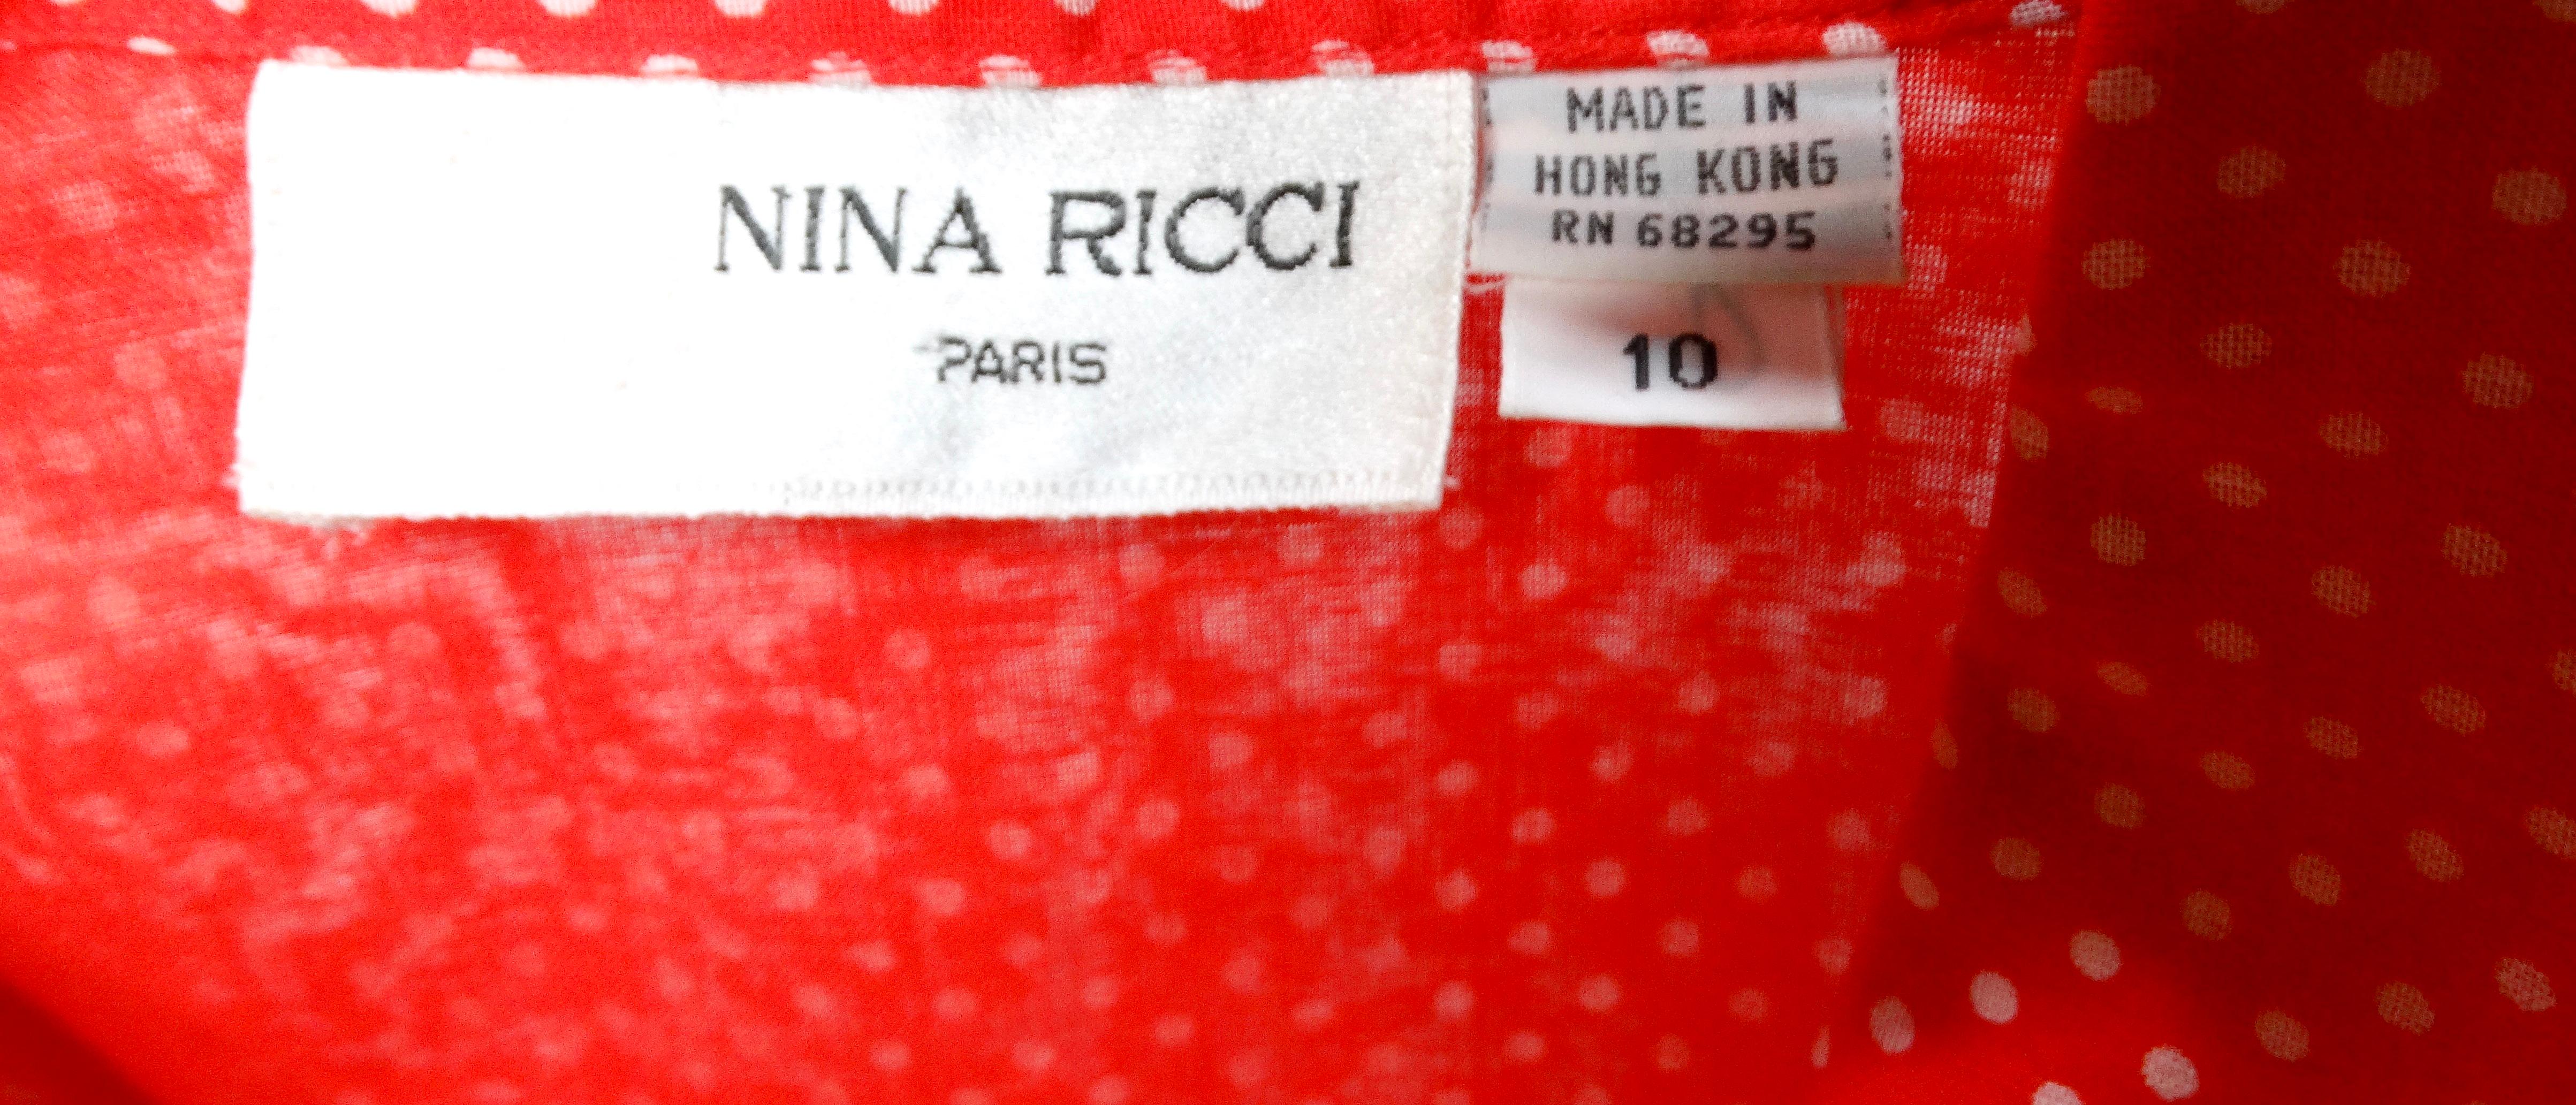 NINA RICCI
PARIS
MADE IN
HONG KONG
RN 68295
10